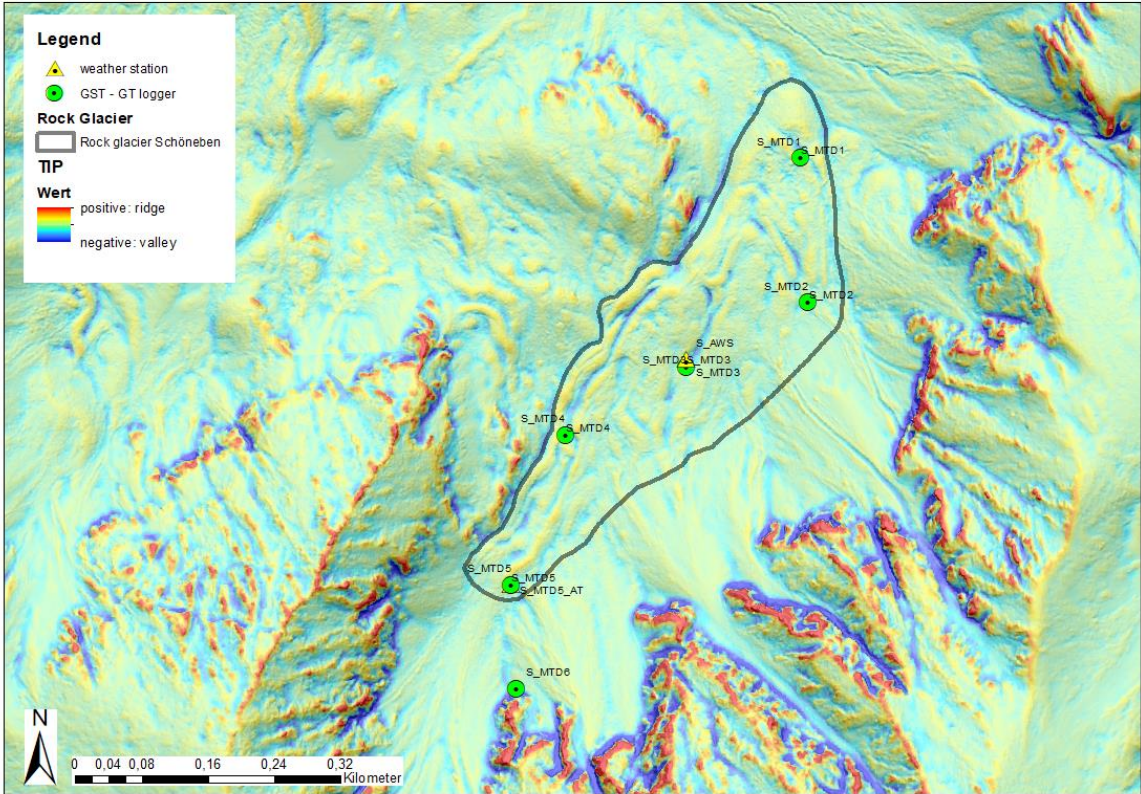 Legend
weather station
GST - GT logger
Rock Glacier
Rock glacier Schöneben
TIP
Wert
positive: ridge
negative: valley
S_MTD1
S_MTD1
S_MTD2
S_MTD2
S_AWS
S_MTD3
S_MTD3
S_MTD3
S_MTD4
S_MTD4
S_MTD5
S_MTD5
S_MTD5_AT
S_MTD6
N
0 0,04 0,08 0,16 0,24 0,32
Kilometer